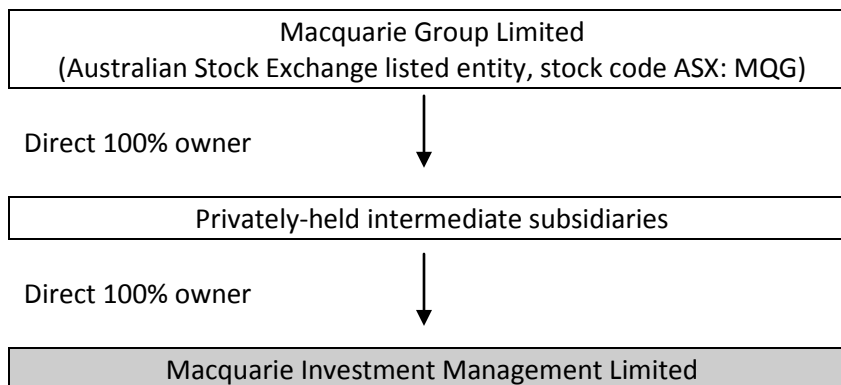 Macquarie Group Limited
(Australian Stock Exchange listed entity, stock code ASX: MQG)
Direct 100% owner
Privately-held intermediate subsidiaries
Direct 100% owner
Macquarie Investment Management Limited